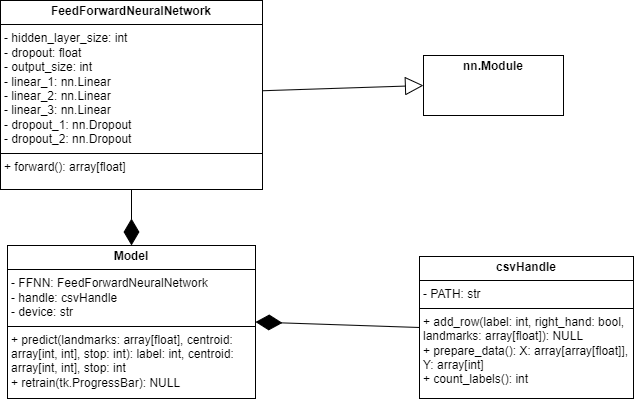 FeedForwardNeuralNetwork
- hidden_layer_size: int
- dropout: float
- output_size: int
- linear_1: nn.Linear
- linear_2: nn.Linear
- linear_3: nn.Linear
- dropout_1: nn.Dropout
- dropout_2: nn.Dropout
+ forward(): array[float]
nn.Module
Model
- FFNN: FeedForwardNeuralNetwork
- handle: csvHandle
- device: str
+ predict(landmarks: array[float], centroid:
array[int, int], stop: int): label: int, centroid:
array[int, int], stop: int
+ retrain(tk.ProgressBar): NULL
csvHandle
- PATH: str
+ add_row(label: int, right_hand: bool,
landmarks: array[float]): NULL
+ prepare_data(): X: array[array[float]],
Y: array[int]
+ count_labels(): int